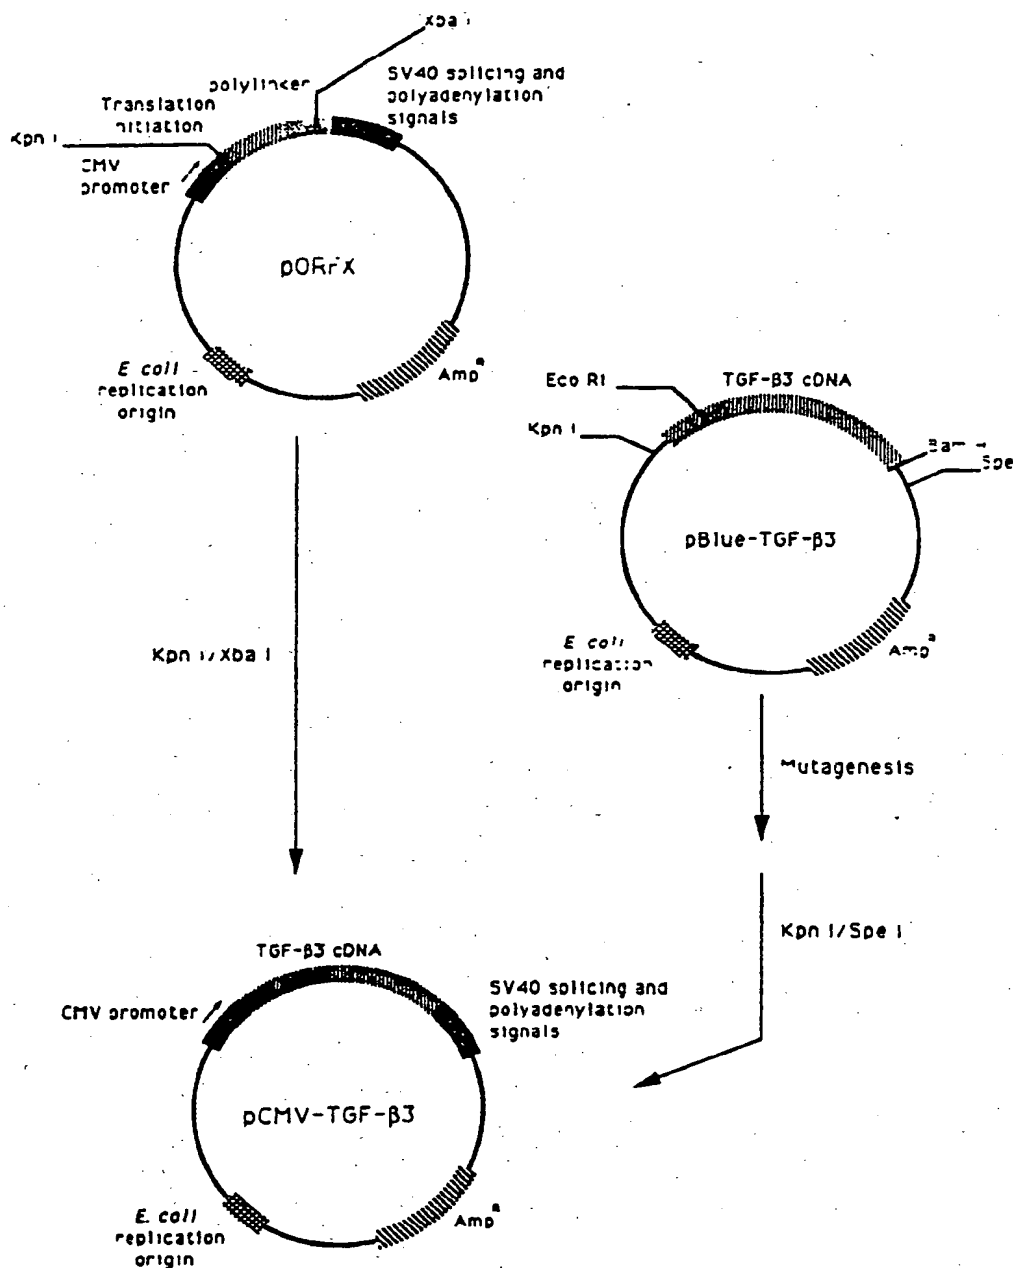 Xba I
polylinker
SV40 splicing and
polyadenylation
signals
Translation
initiation
Kpn I
CMV
promoter
pORFX
E coli
replication
origin
Amp R
Eco RI
TGF-β3 cDNA
Kpn I
Bam
Spe
pBlue-TGF-β3
E coli
replication
origin
Amp R
Kpn I/Xba I
Mutagenesis
Kpn I/Spe I
TGF-β3 cDNA
CMV promoter
SV40 splicing and
polyadenylation
signals
pCMV-TGF-β3
E. coli
replication
origin
Amp R